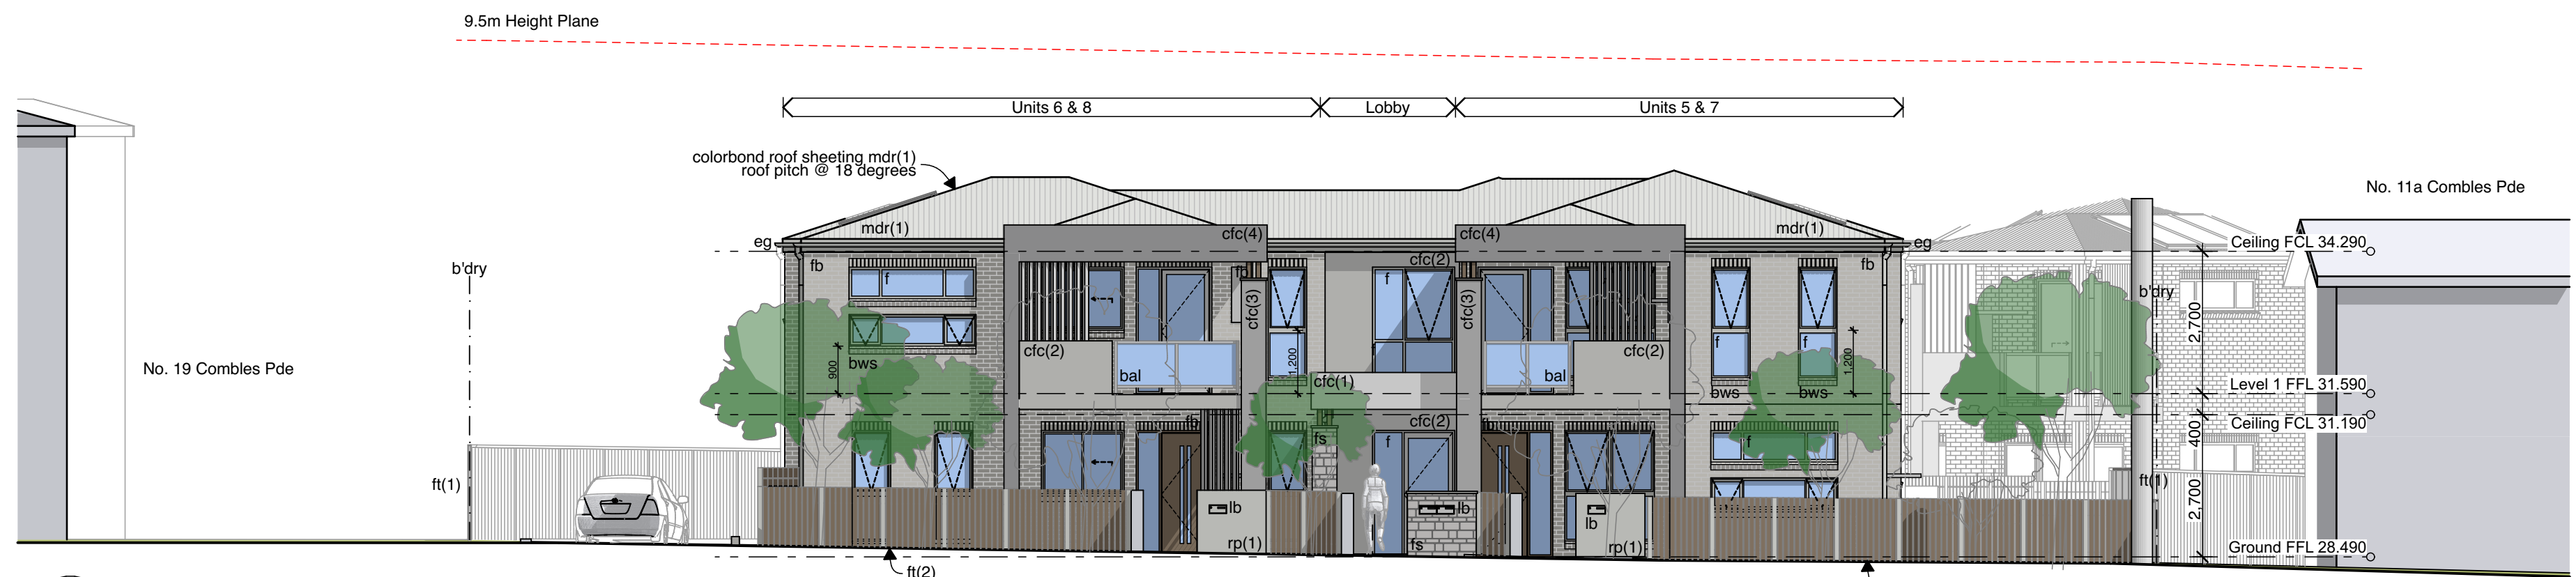 9.5m Height Plane
Units 6 & 8
Lobby
Units 5 & 7
colorbond roof sheeting mdr(1)
roof pitch @ 18 degrees
No. 11a Combles Pde
mdr(1)
cfc(4)
cfc(4)
mdr(1)
eg
eg
Ceiling FCL 34.290
fb
fb
cfc(2)
fb
b'dry
f
f
b'dry
cfc(3)
cfc(3)
2,700
No. 19 Combles Pde
cfc(2)
cfc(2)
f
f
900
bws
1,200
1,200
bal
bal
cfc(1)
bws
bws
Level 1 FFL 31.590
Ceiling FCL 31.190
400
fb
cfc(2)
fb
fs
f
f
ft(1)
ft(1)
2,700
lb
lb
lb
rp(1)
fs
rp(1)
Ground FFL 28.490
ft(2)